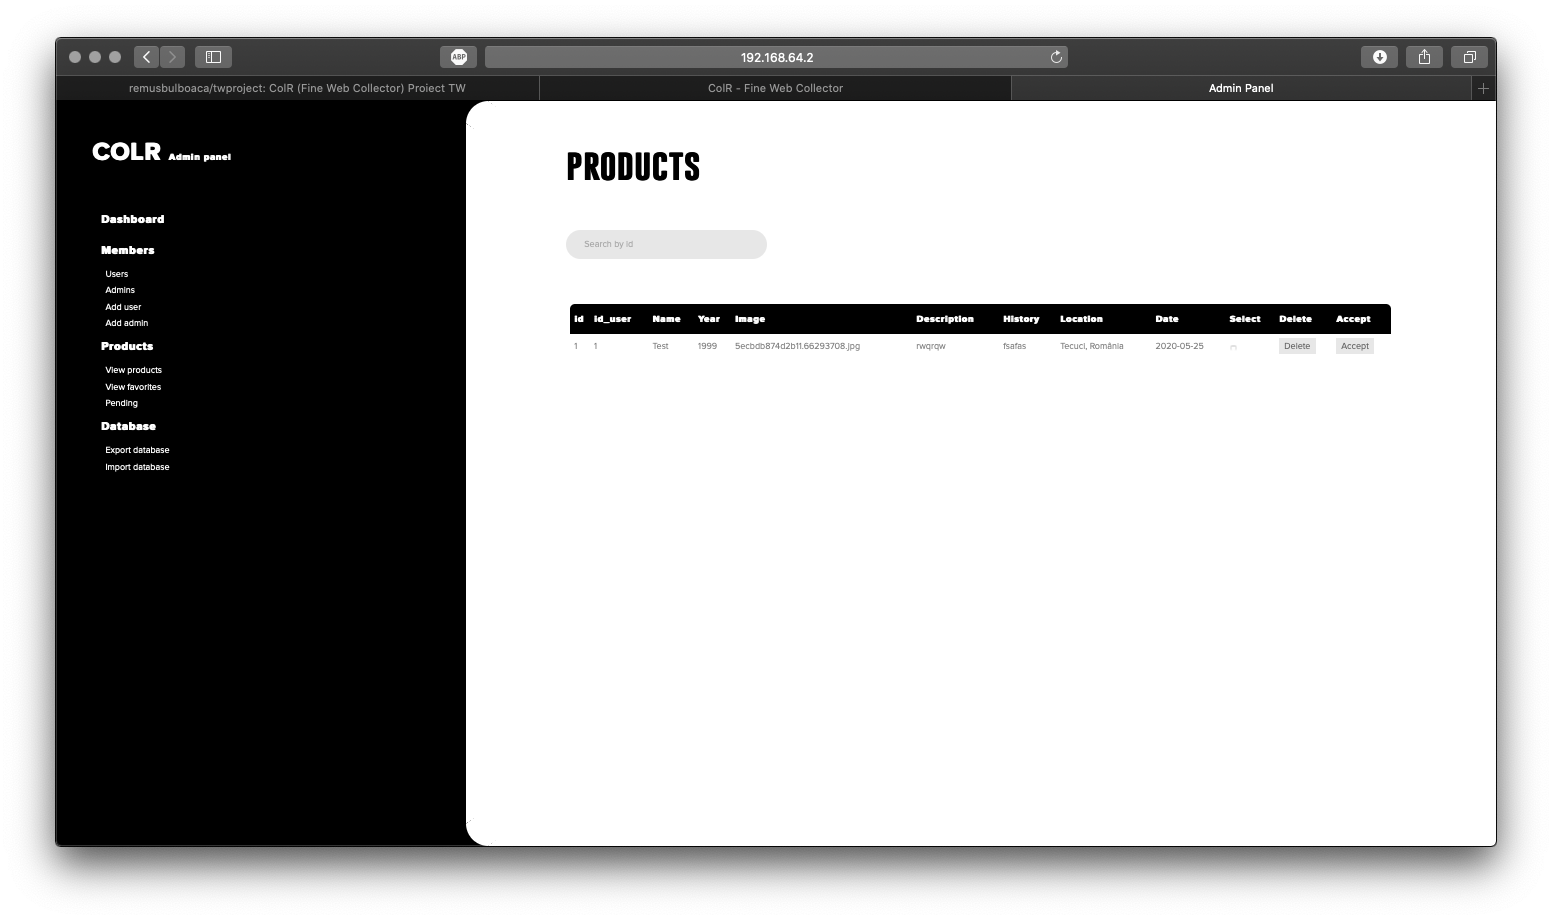 ABP
192.168.64.2
remusbulboaca/twproject: ColR (Fine Web Collector) Proiect TW
ColR - Fine Web Collector
Admin Panel
COLR Admin panel
Dashboard
Members
Users
Admins
Add user
Add admin
Products
View products
View favorites
Pending
Database
Export database
Import database
PRODUCTS
Search by id
Id Id_user Name Year Image Description History Location Date Select Delete Accept
1 1 Test 1999 5ecbdb874d2b11.66293708.jpg rwqrqw fsafas Tecuci, România 2020-05-25 Delete Accept